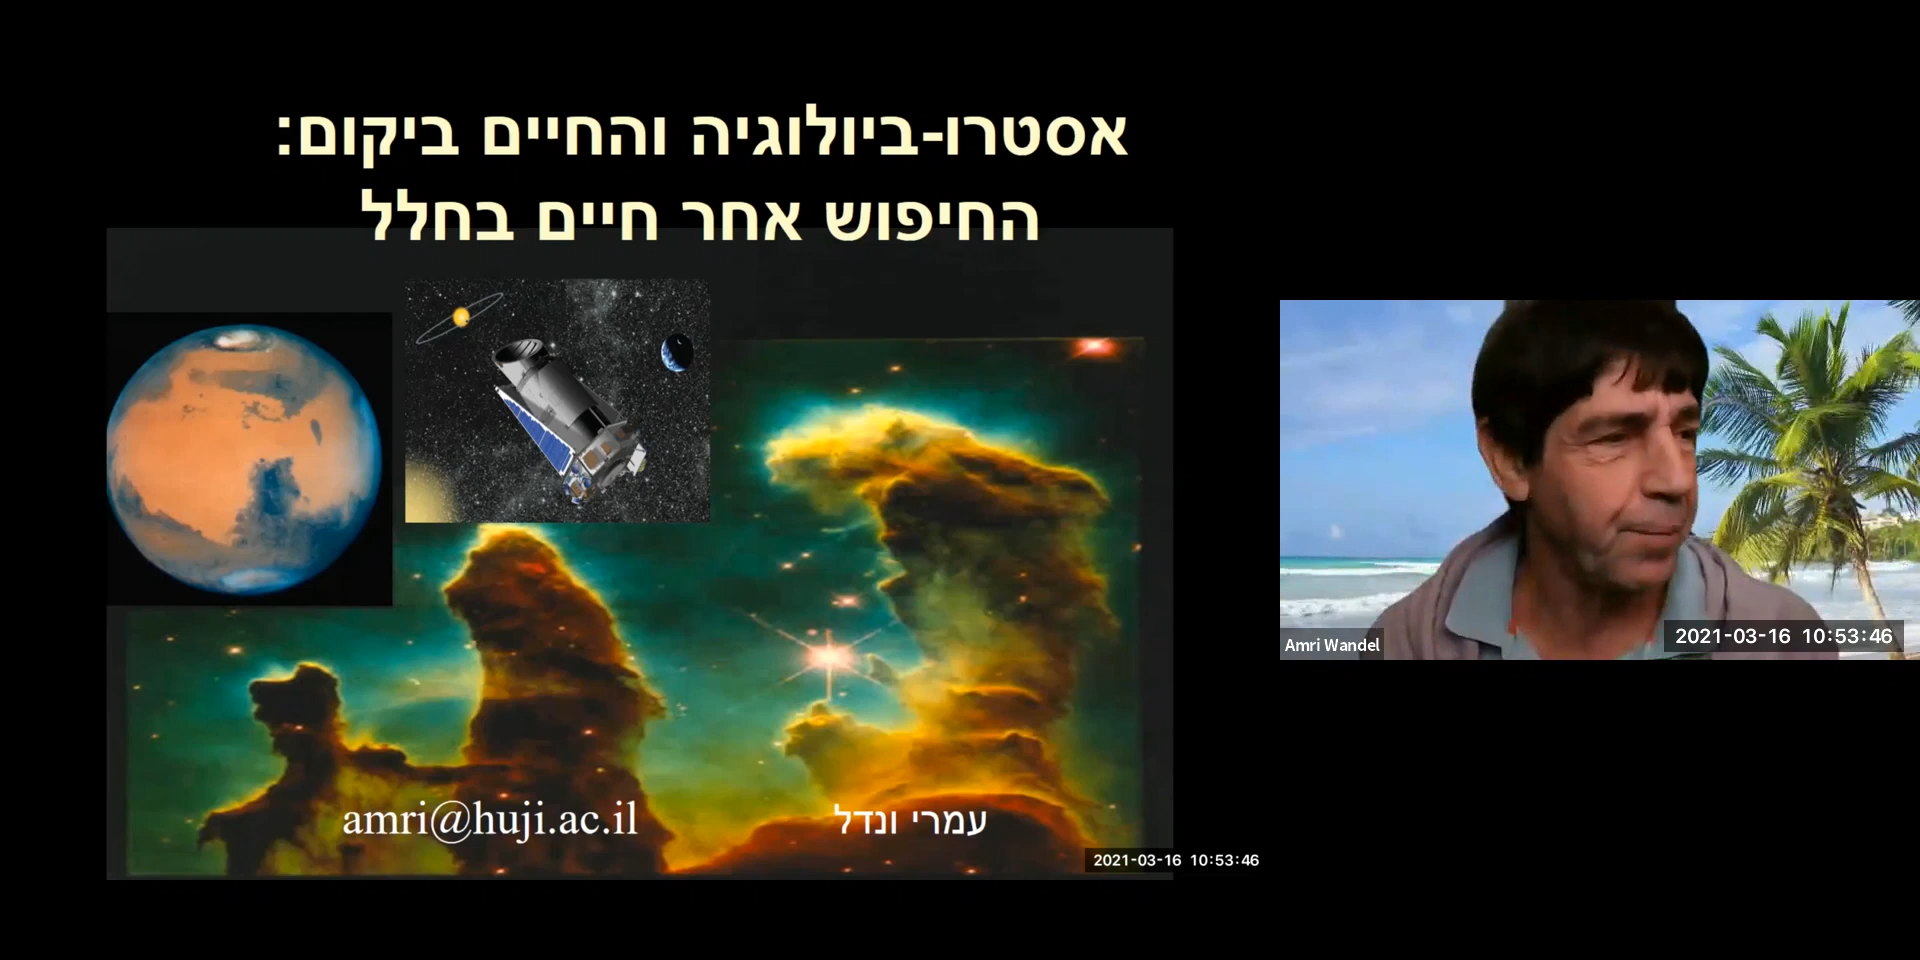 אסטרו-ביולוגיה והחיים ביקום:
החיפוש אחר חיים בחלל
עמרי ונדל
amri@huji.ac.il
2021-03-16 10:53:46
Amri Wandel
2021-03-16 10:53:46